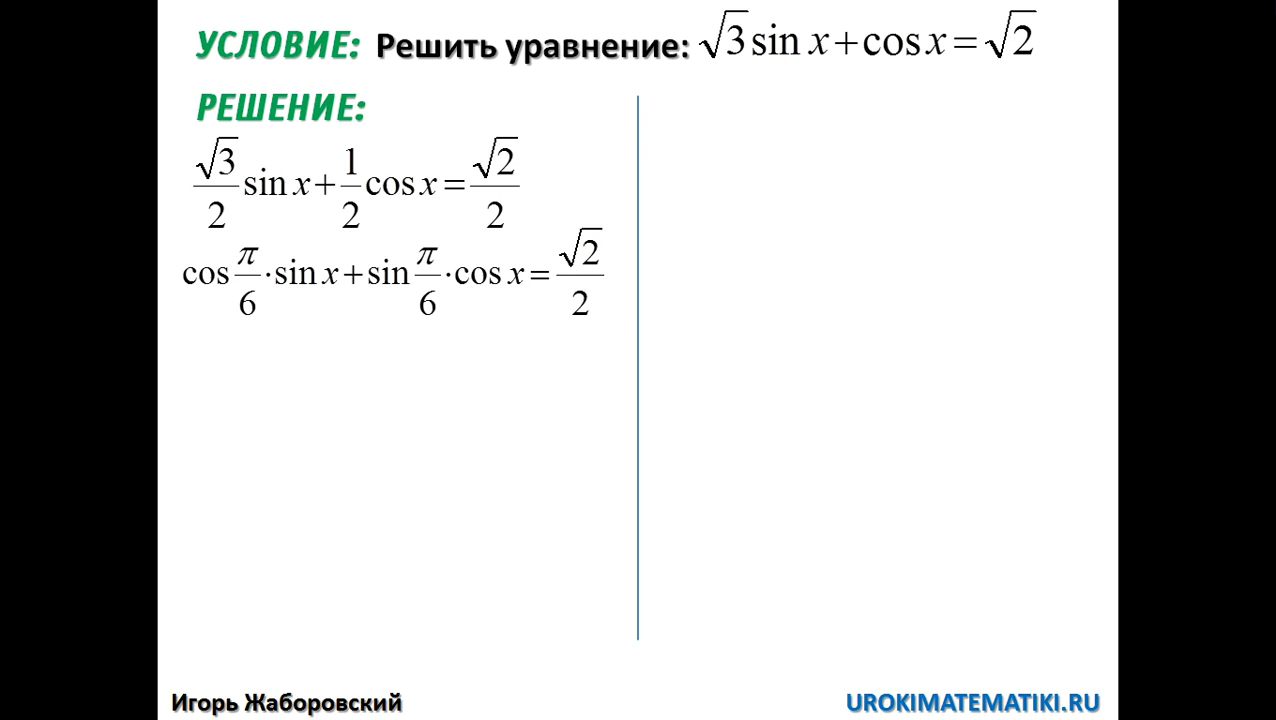 УСЛОВИЕ: Решить уравнение: √3 sin x + cos x = √2
РЕШЕНИЕ:
√3/2 sin x + 1/2 cos x = √2/2
cos π/6 · sin x + sin π/6 · cos x = √2/2
Игорь Жаборовский
UROKIMATEMATIKI.RU